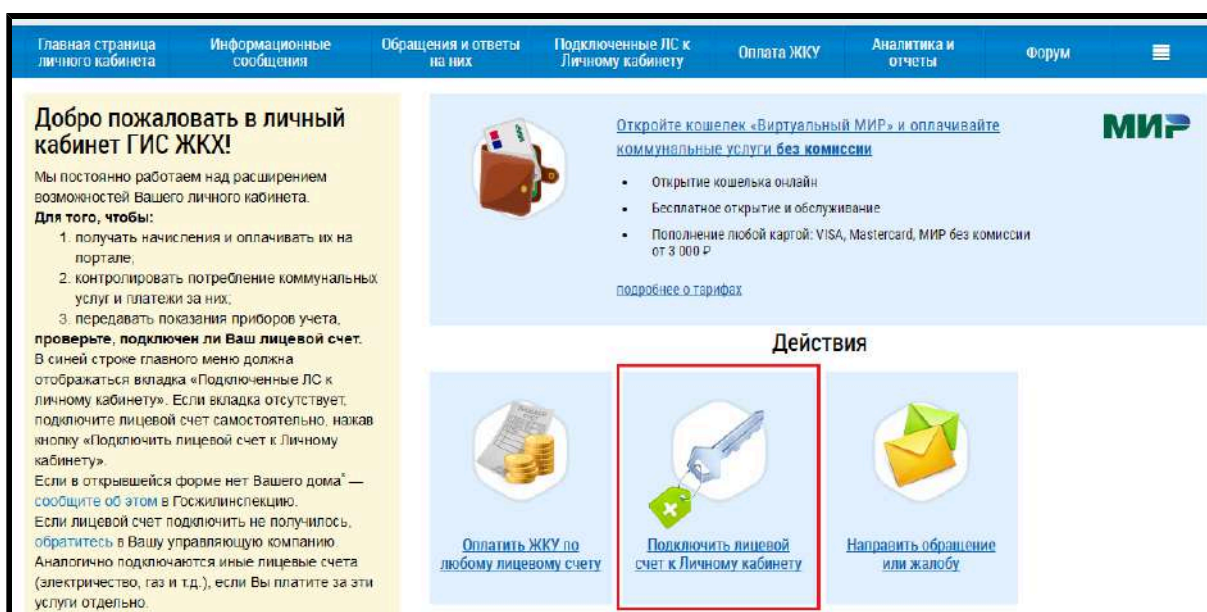 Главная страница личного кабинета
Информационные сообщения
Обращения и ответы на них
Подключенные ЛС к Личному кабинету
Оплата ЖКУ
Аналитика и отчеты
Форум
Добро пожаловать в личный
кабинет ГИС ЖКХ!
Мы постоянно работаем над расширением
возможностей Вашего личного кабинета.
Для того, чтобы:
1. получать начисления и оплачивать их на
портале;
2. контролировать потребление коммунальных
услуг и платежи за них;
3. передавать показания приборов учета,
проверьте, подключен ли Ваш лицевой счет.
В синей строке главного меню должна
отображаться вкладка «Подключенные ЛС к
личному кабинету». Если вкладка отсутствует,
подключите лицевой счет самостоятельно, нажав
кнопку «Подключить лицевой счет к Личному
кабинету».
Если в открывшейся форме нет Вашего дома* —
сообщите об этом в Госжилинспекцию.
Если лицевой счет подключить не получилось,
обратитесь в Вашу управляющую компанию.
Аналогично подключаются иные лицевые счета
(электричество, газ и т.д.), если Вы платите за эти
услуги отдельно.
Откройте кошелек «Виртуальный МИР» и оплачивайте
коммунальные услуги без комиссии
• Открытие кошелька онлайн
• Бесплатное открытие и обслуживание
• Пополнение любой картой: VISA, Mastercard, МИР без комиссии
от 3 000 ₽
подробнее о тарифах
МИР
Действия
Оплатить ЖКУ по
любому лицевому счету
Подключить лицевой
счет к Личному кабинету
Направить обращение
или жалобу